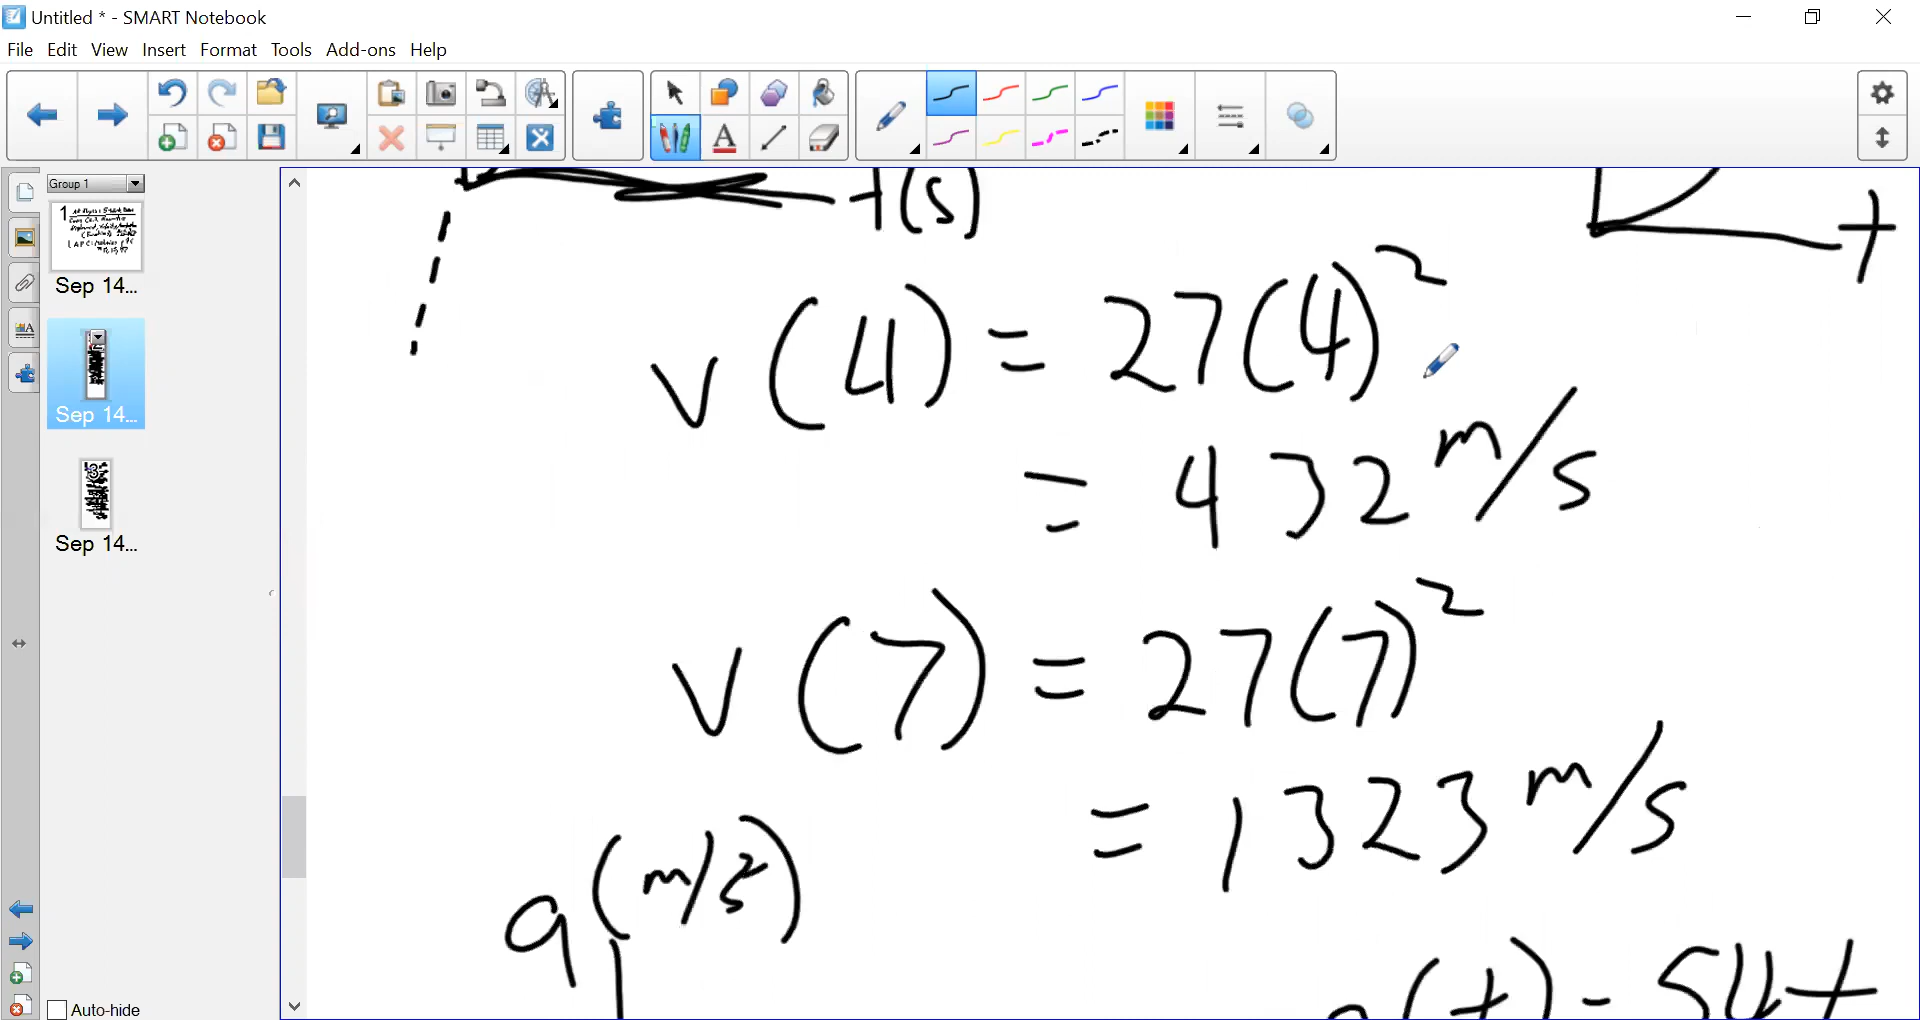 Untitled * - SMART Notebook
File Edit View Insert Format Tools Add-ons Help
Group 1
Sep 14...
Sep 14...
Sep 14...
Auto-hide
t(s)
t
v(4) = 27(4)²
= 432 m/s
v(7) = 27(7)²
= 1323 m/s
a(m/s²)
a(t) = 54t